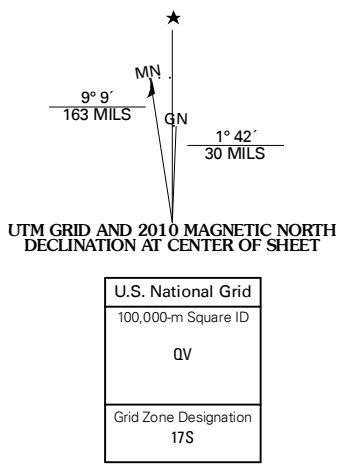 MN
9° 9´
163 MILS
GN
1° 42´
30 MILS
UTM GRID AND 2010 MAGNETIC NORTH
DECLINATION AT CENTER OF SHEET
U.S. National Grid
100,000-m Square ID
QV
Grid Zone Designation
17S